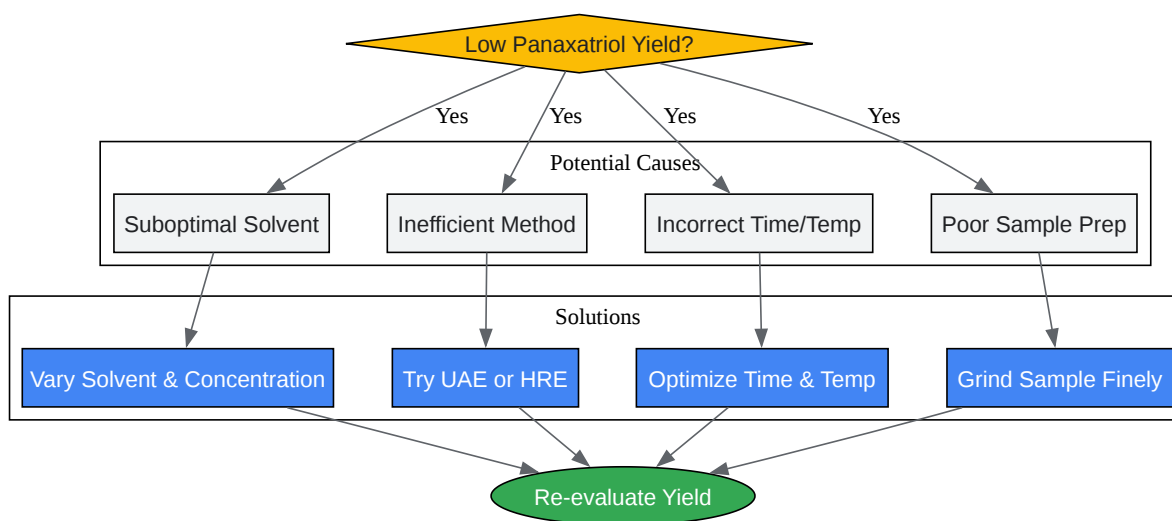 Low Panaxatriol Yield?
Yes
Yes
Yes
Yes
Potential Causes
Suboptimal Solvent
Inefficient Method
Incorrect Time/Temp
Poor Sample Prep
Solutions
Vary Solvent & Concentration
Try UAE or HRE
Optimize Time & Temp
Grind Sample Finely
Re-evaluate Yield